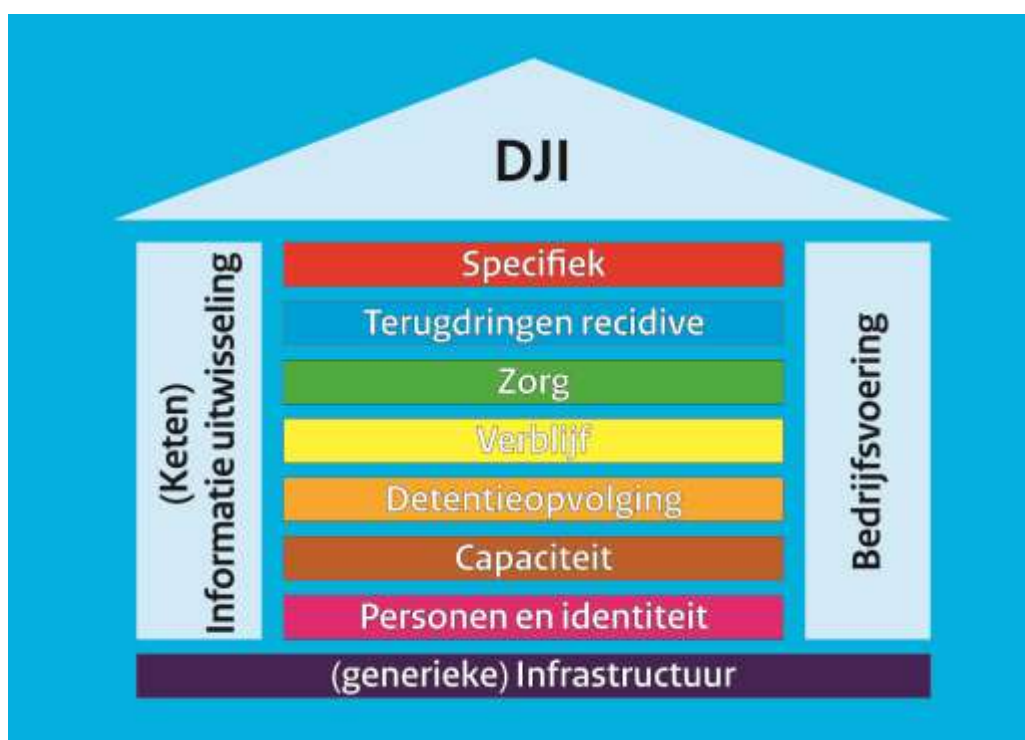 DJI
(Keten)
Informatie uitwisseling
Specifiek
Terugdringen recidive
Zorg
Verblijf
Detentieopvolging
Capaciteit
Personen en identiteit
Bedrijfsvoering
(generieke) Infrastructuur